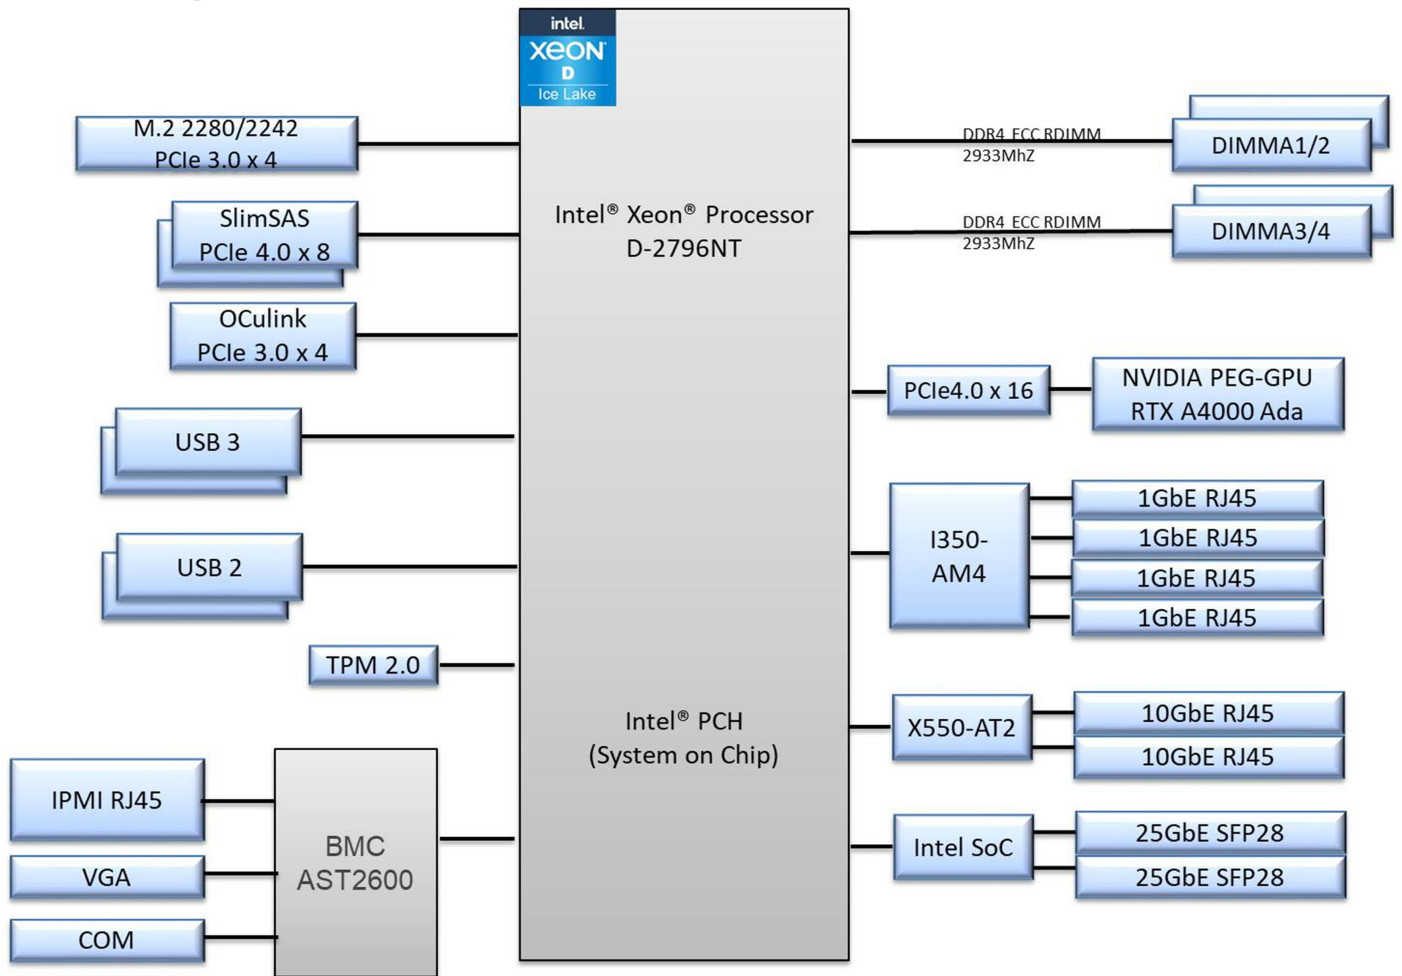 intel.
xeon
D
Ice Lake
M.2 2280/2242
PCIe 3.0 x 4
SlimSAS
PCIe 4.0 x 8
OCulink
PCIe 3.0 x 4
USB 3
USB 2
TPM 2.0
IPMI RJ45
VGA
COM
BMC
AST2600
Intel® Xeon® Processor
D-2796NT
Intel® PCH
(System on Chip)
DDR4 ECC RDIMM
2933MhZ
DIMMA1/2
DDR4 ECC RDIMM
2933MhZ
DIMMA3/4
PCIe4.0 x 16
NVIDIA PEG-GPU
RTX A4000 Ada
I350-
AM4
1GbE RJ45
1GbE RJ45
1GbE RJ45
1GbE RJ45
X550-AT2
10GbE RJ45
10GbE RJ45
Intel SoC
25GbE SFP28
25GbE SFP28